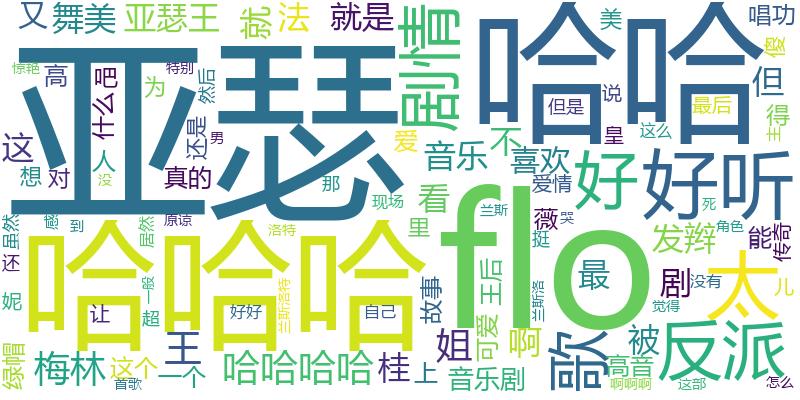 又 舞美 亚瑟王 就 法 就是
惊艳 高 吧 为 特别 然后
什么
亚瑟
剧情
哈哈
美 唱功
傻
但是 说 最后 但
皇 这么 主 得
这 想 对 人 没 真的 还是 男
那 现场
爱 不 音乐 喜欢
爱情
好 好听
看
里
兰斯
薇 哭
挺
死
角色
能 传奇
发辫
虽然 感 到 居然 原谅 洛特
还
妮
哈哈哈
flo
王后
兰斯洛
最
剧 没有
觉得
太
儿
让 超 一般 好好 兰斯洛特 自己 故事
绿帽
梅林 这个 王 一个 哈哈哈哈 桂 上 姐 可爱 啊
首歌
音乐剧
歌
被
高音
啊啊啊
反派
这部 怎么